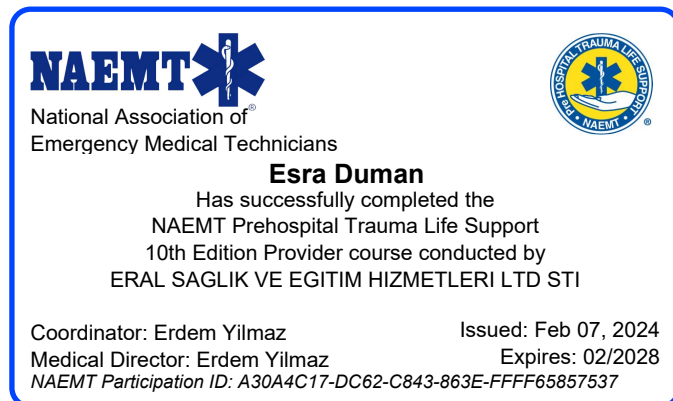 NAEMT
National Association of®
Emergency Medical Technicians
PRE HOSPITAL TRAUMA LIFE SUPPORT
• NAEMT •
®
Esra Duman
Has successfully completed the
NAEMT Prehospital Trauma Life Support
10th Edition Provider course conducted by
ERAL SAGLIK VE EGITIM HIZMETLERI LTD STI
Coordinator: Erdem Yilmaz
Issued: Feb 07, 2024
Medical Director: Erdem Yilmaz
Expires: 02/2028
NAEMT Participation ID: A30A4C17-DC62-C843-863E-FFFF65857537